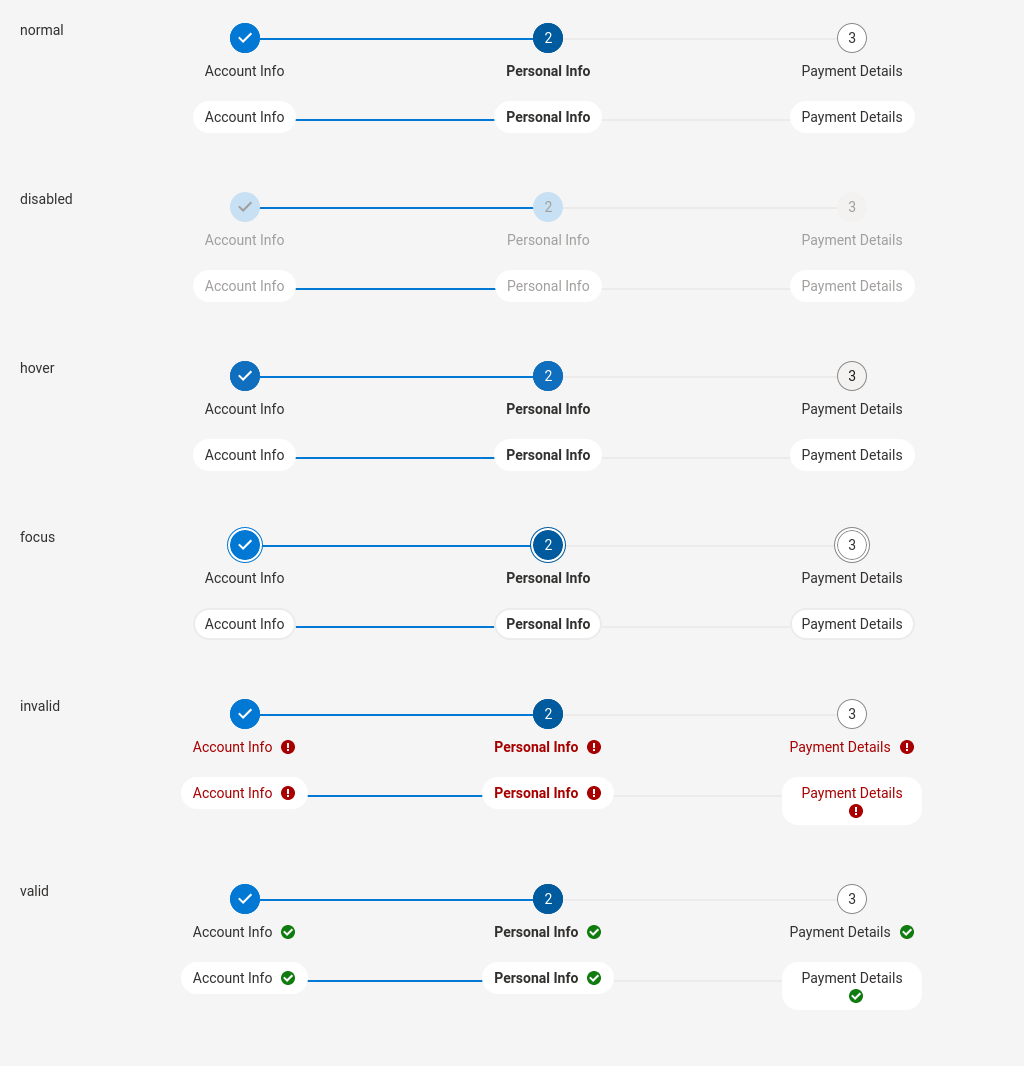 normal
2
3
Account Info
Personal Info
Payment Details
Account Info
Personal Info
Payment Details
disabled
2
3
Account Info
Personal Info
Payment Details
Account Info
Personal Info
Payment Details
hover
2
3
Account Info
Personal Info
Payment Details
Account Info
Personal Info
Payment Details
focus
2
3
Account Info
Personal Info
Payment Details
Account Info
Personal Info
Payment Details
invalid
2
3
Account Info
Personal Info
Payment Details
Account Info
Personal Info
Payment Details
valid
2
3
Account Info
Personal Info
Payment Details
Account Info
Personal Info
Payment Details